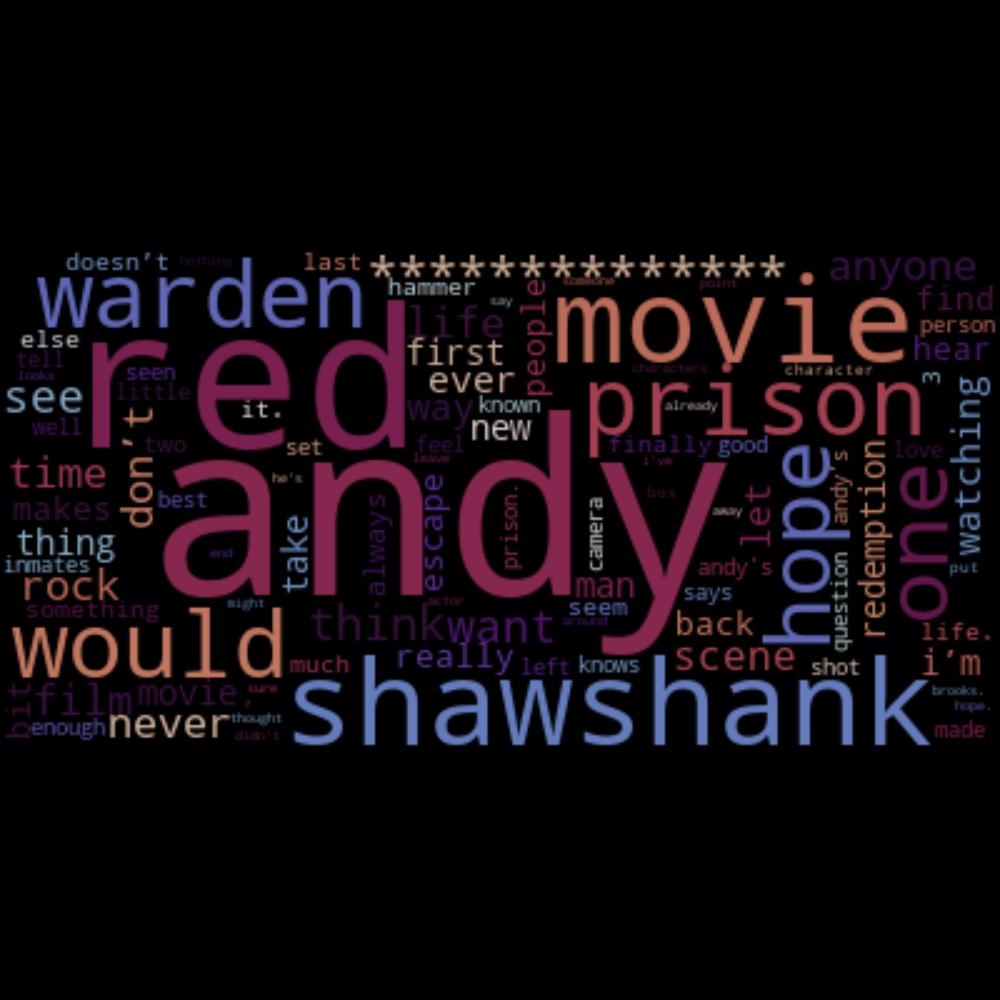 doesn’t
nothing
last
**************
anyone
warden
hammer
say
someone
point
movie
find
person
else
red
life
people
hear
tell
looks
seen
first
characters
character
3
see
little
ever
prison
already
well
it.
way
known
new
don’t
two
set
feel
leave
finally
good
love
time
he's
i've
hope
andy's
watching
makes
best
andy
box
away
let
redemption
one
thing
end
take
always
escape
prison.
camera
inmates
rock
andy's
put
something
might
actor
man
seem
says
question
would
think
want
around
back
life.
much
really
left
knows
scene
shot
i’m
bit
film
movie,
sure
shawshank
brooks.
hope.
enough
never
thought
didn't
made